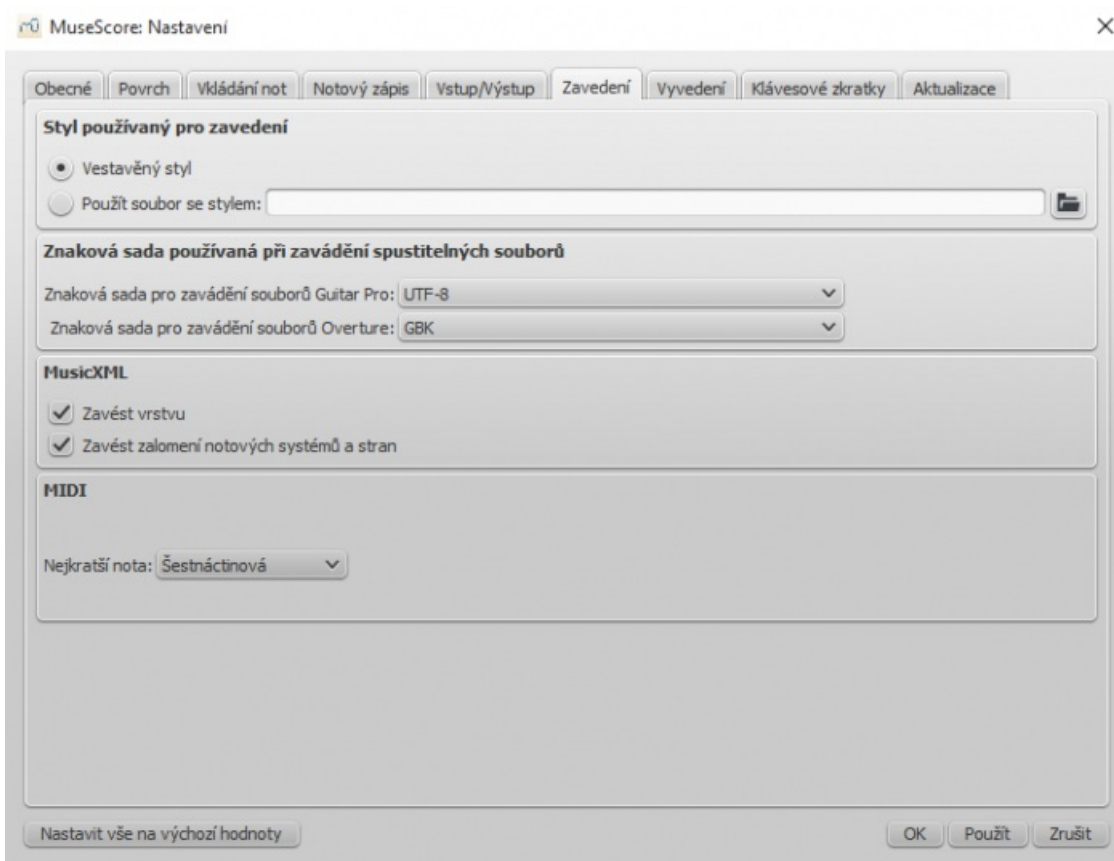 MuseScore: Nastavení
Obecné Povrch Vkládání not Notový zápis Vstup/Výstup Zavedení Vyvedení Klávesové zkratky Aktualizace
Styl používaný pro zavedení
Vestavěný styl
Použít soubor se stylem:
Znaková sada používaná při zavádění spustitelných souborů
Znaková sada pro zavádění souborů Guitar Pro: UTF-8
Znaková sada pro zavádění souborů Overture: GBK
MusicXML
Zavést vrstvu
Zavést zalomení notových systémů a stran
MIDI
Nejkratší nota: Šestnáctinová
Nastavit vše na výchozí hodnoty OK Použít Zrušit